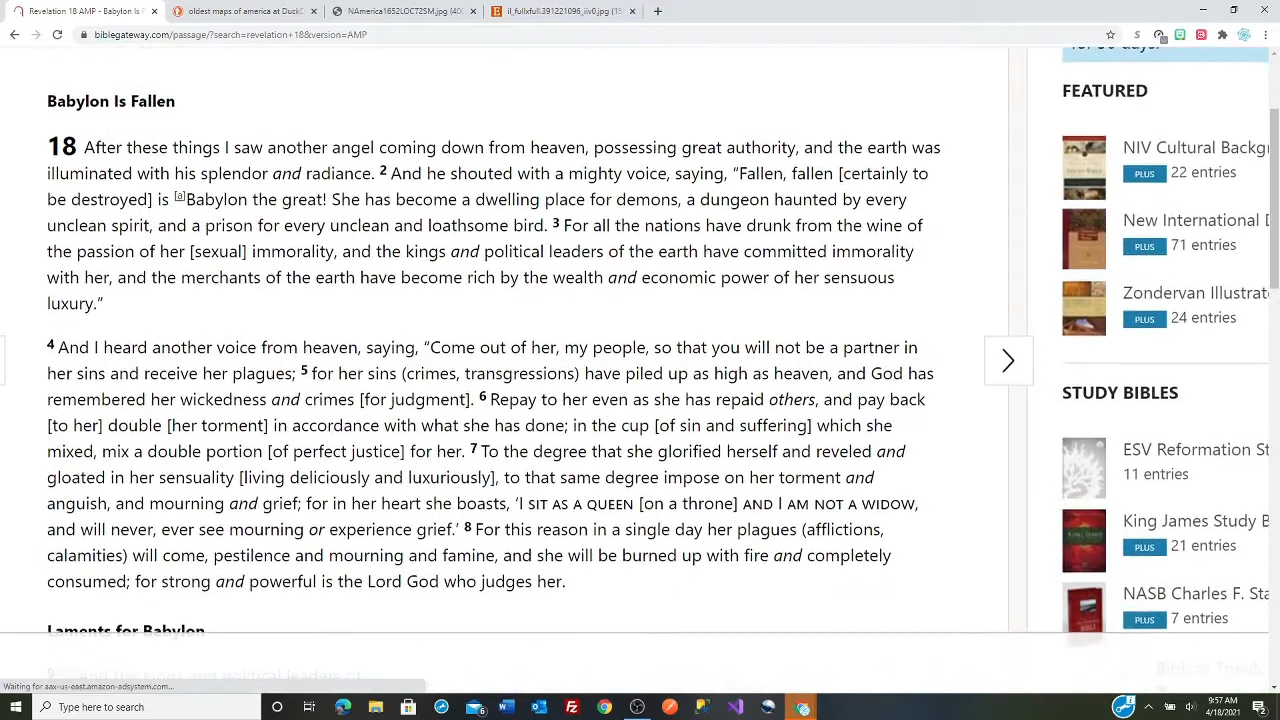 Revelation 18 AMP - Babylon Is F
oldest maps of america at DuckD
NAmerica1652LOC72SM.jpg (400
il_fullxfull.391221096_iiv0.jpg (15
biblegateway.com/passage/?search=revelation+18&version=AMP
Babylon Is Fallen
18 After these things I saw another angel coming down from heaven, possessing great authority, and the earth was
illuminated with his splendor and radiance. 2 And he shouted with a mighty voice, saying, “Fallen, fallen [certainly to
be destroyed] is [a]Babylon the great! She has become a dwelling place for demons, a dungeon haunted by every
unclean spirit, and a prison for every unclean and loathsome bird. 3 For all the nations have drunk from the wine of
the passion of her [sexual] immorality, and the kings and political leaders of the earth have committed immorality
with her, and the merchants of the earth have become rich by the wealth and economic power of her sensuous
luxury.”
4 And I heard another voice from heaven, saying, “Come out of her, my people, so that you will not be a partner in
her sins and receive her plagues; 5 for her sins (crimes, transgressions) have piled up as high as heaven, and God has
remembered her wickedness and crimes [for judgment]. 6 Repay to her even as she has repaid others, and pay back
[to her] double [her torment] in accordance with what she has done; in the cup [of sin and suffering] which she
mixed, mix a double portion [of perfect justice] for her. 7 To the degree that she glorified herself and reveled and
gloated in her sensuality [living deliciously and luxuriously], to that same degree impose on her torment and
anguish, and mourning and grief; for in her heart she boasts, ‘I SIT AS A QUEEN [on a throne] AND I AM NOT A WIDOW,
and will never, ever see mourning or experience grief.’ 8 For this reason in a single day her plagues (afflictions,
calamities) will come, pestilence and mourning and famine, and she will be burned up with fire and completely
consumed; for strong and powerful is the Lord God who judges her.
Laments for Babylon
for 30 days!
FEATURED
NIV Cultural Backgr
PLUS 22 entries
New International D
PLUS 71 entries
Zondervan Illustrate
PLUS 24 entries
STUDY BIBLES
ESV Reformation St
11 entries
King James Study B
PLUS 21 entries
NASB Charles F. Sta
PLUS 7 entries
Biblical Theolo
Waiting for aax-us-east.amazon-adsystem.com...
Type here to search
9:57 AM
4/18/2021